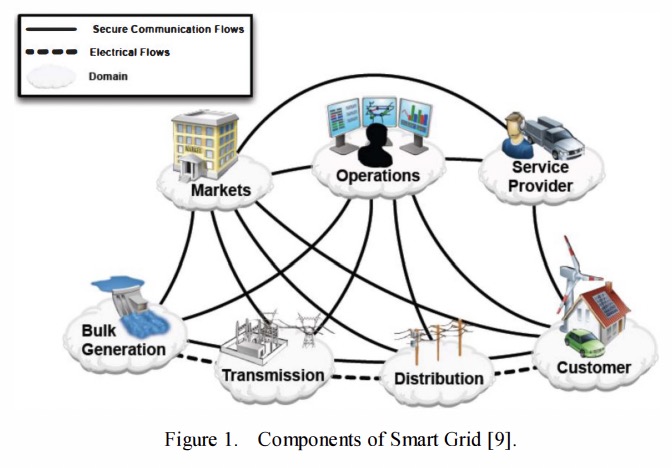 Secure Communication Flows
Electrical Flows
Domain
Markets
Operations
Service
Provider
Bulk
Generation
Transmission
Distribution
Customer
Figure 1. Components of Smart Grid [9].